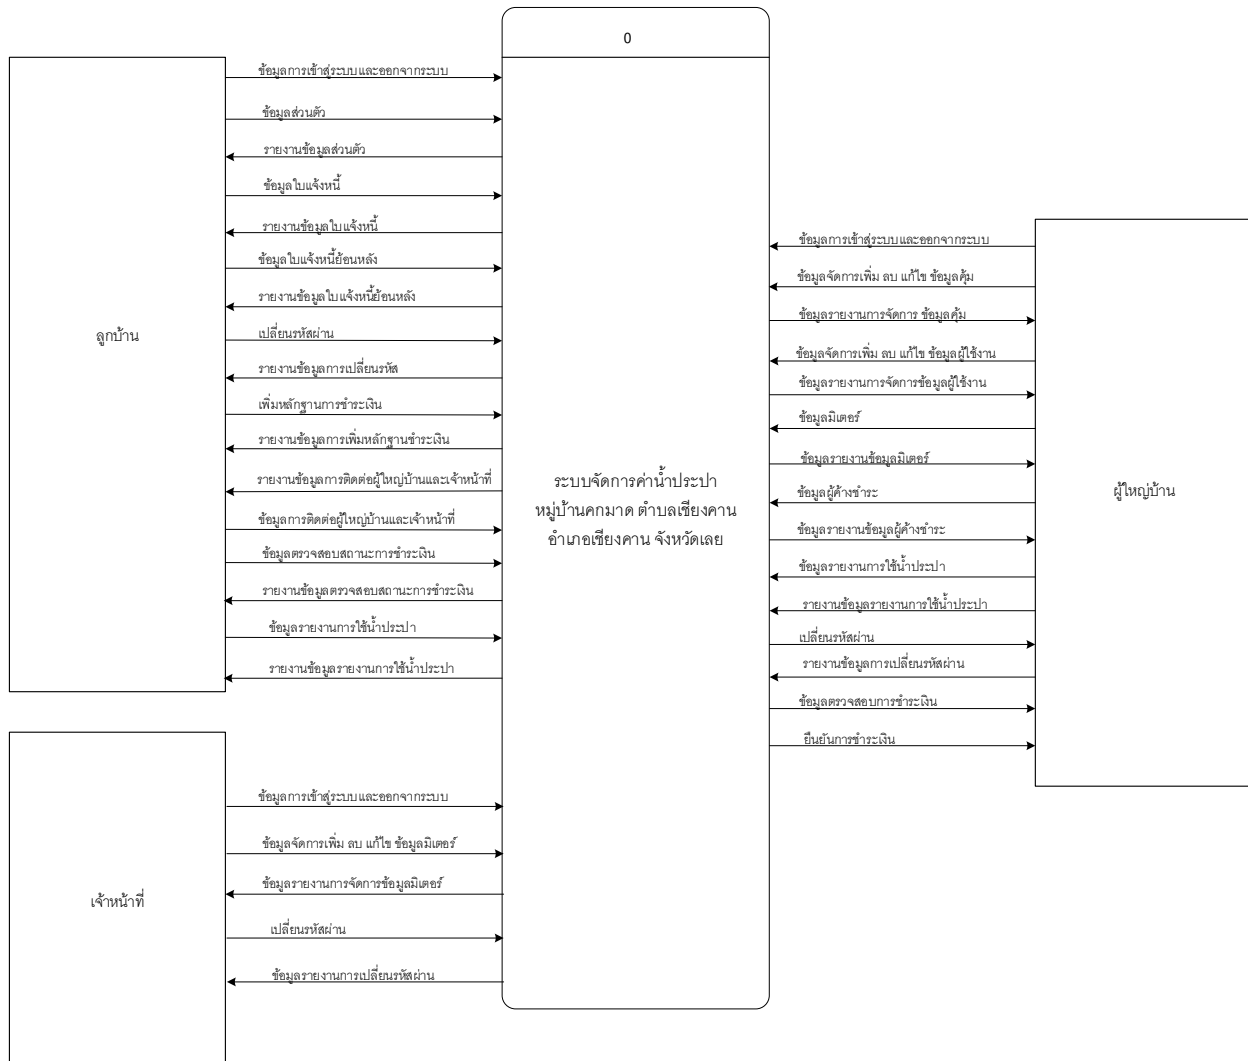 0
ข้อมูลการเข้าสู่ระบบและออกจากระบบ
ข้อมูลส่วนตัว
รายงานข้อมูลส่วนตัว
ข้อมูลใบแจ้งหนี้
รายงานข้อมูลใบแจ้งหนี้
ข้อมูลใบแจ้งหนี้ย้อนหลัง
รายงานข้อมูลใบแจ้งหนี้ย้อนหลัง
ลูกบ้าน
เปลี่ยนรหัสผ่าน
รายงานข้อมูลการเปลี่ยนรหัส
เพิ่มหลักฐานการชำระเงิน
รายงานข้อมูลการเพิ่มหลักฐานชำระเงิน
รายงานข้อมูลการติดต่อผู้ใหญ่บ้านและเจ้าหน้าที่
ข้อมูลการติดต่อผู้ใหญ่บ้านและเจ้าหน้าที่
ข้อมูลตรวจสอบสถานะการชำระเงิน
รายงานข้อมูลตรวจสอบสถานะการชำระเงิน
ข้อมูลรายงานการใช้น้ำประปา
รายงานข้อมูลรายงานการใช้น้ำประปา
ระบบจัดการค่าน้ำประปา
หมู่บ้านคกมาด ตำบลเชียงคาน
อำเภอเชียงคาน จังหวัดเลย
ข้อมูลการเข้าสู่ระบบและออกจากระบบ
ข้อมูลจัดการเพิ่ม ลบ แก้ไข ข้อมูลคุ้ม
ข้อมูลรายงานการจัดการ ข้อมูลคุ้ม
ข้อมูลจัดการเพิ่ม ลบ แก้ไข ข้อมูลผู้ใช้งาน
ข้อมูลรายงานการจัดการข้อมูลผู้ใช้งาน
ข้อมูลมิเตอร์
ข้อมูลรายงานข้อมูลมิเตอร์
ผู้ใหญ่บ้าน
ข้อมูลผู้ค้างชำระ
ข้อมูลรายงานข้อมูลผู้ค้างชำระ
ข้อมูลรายงานการใช้น้ำประปา
รายงานข้อมูลรายงานการใช้น้ำประปา
เปลี่ยนรหัสผ่าน
รายงานข้อมูลการเปลี่ยนรหัสผ่าน
ข้อมูลตรวจสอบการชำระเงิน
ยืนยันการชำระเงิน
ข้อมูลการเข้าสู่ระบบและออกจากระบบ
ข้อมูลจัดการเพิ่ม ลบ แก้ไข ข้อมูลมิเตอร์
ข้อมูลรายงานการจัดการข้อมูลมิเตอร์
เจ้าหน้าที่
เปลี่ยนรหัสผ่าน
ข้อมูลรายงานการเปลี่ยนรหัสผ่าน